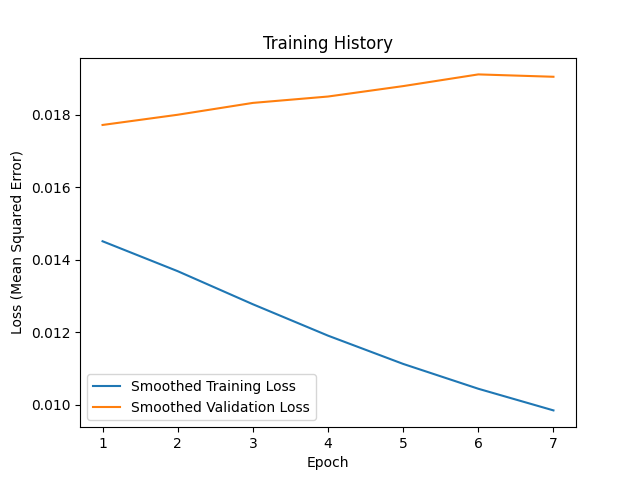 Training History
Loss (Mean Squared Error)
0.018
0.016
0.014
0.012
0.010
Smoothed Training Loss
Smoothed Validation Loss
1 2 3 4 5 6 7
Epoch